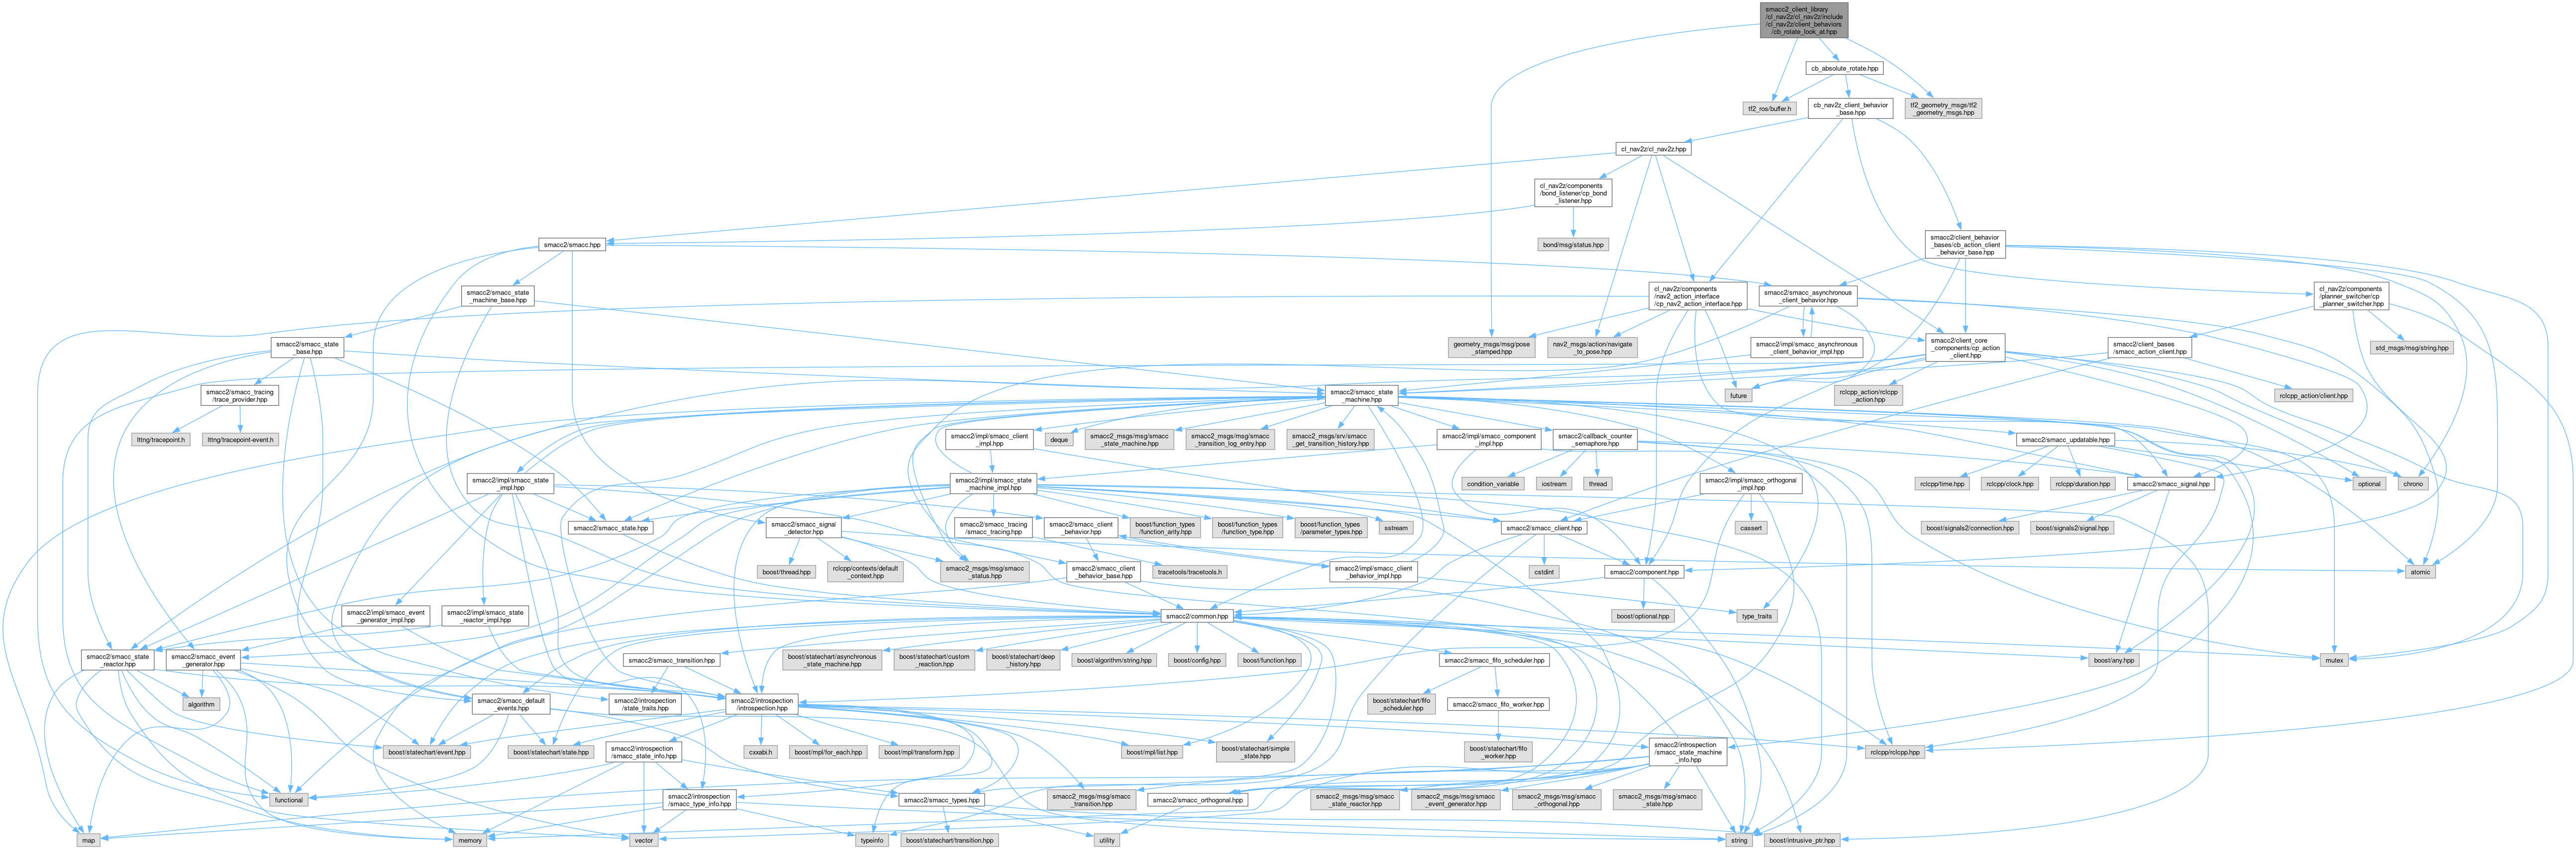 smacc2_client_library
/cl_nav2z/cl_nav2z/include
/cl_nav2z/client_behaviors
/cb_rotate_look_at.hpp
cb_absolute_rotate.hpp
tf2_ros/buffer.h
cb_nav2z_client_behavior
_base.hpp
tf2_geometry_msgs/tf2
_geometry_msgs.hpp
cl_nav2z/cl_nav2z.hpp
cl_nav2z/components
/bond_listener/cp_bond
_listener.hpp
smacc2/smacc.hpp
bond/msg/status.hpp
smacc2/client_behavior
_bases/cb_action_client
_behavior_base.hpp
smacc2/smacc_state
_machine_base.hpp
cl_nav2z/components
/nav2_action_interface
/cp_nav2_action_interface.hpp
smacc2/smacc_asynchronous
_client_behavior.hpp
cl_nav2z/components
/planner_switcher/cp
_planner_switcher.hpp
smacc2/smacc_state
_base.hpp
geometry_msgs/msg/pose
_stamped.hpp
nav2_msgs/action/navigate
_to_pose.hpp
smacc2/impl/smacc_asynchronous
_client_behavior_impl.hpp
smacc2/client_core
_components/cp_action
_client.hpp
smacc2/client_bases
/smacc_action_client.hpp
std_msgs/msg/string.hpp
smacc2/smacc_tracing
/trace_provider.hpp
smacc2/smacc_state
_machine.hpp
future
rclcpp_action/rclcpp
_action.hpp
rclcpp_action/client.hpp
lttng/tracepoint.h
lttng/tracepoint-event.h
smacc2/impl/smacc_client
_impl.hpp
deque
smacc2_msgs/msg/smacc
_state_machine.hpp
smacc2_msgs/msg/smacc
_transition_log_entry.hpp
smacc2_msgs/srv/smacc
_get_transition_history.hpp
smacc2/impl/smacc_component
_impl.hpp
smacc2/callback_counter
_semaphore.hpp
smacc2/smacc_updatable.hpp
smacc2/impl/smacc_state
_impl.hpp
smacc2/impl/smacc_state
_machine_impl.hpp
condition_variable
iostream
thread
smacc2/impl/smacc_orthogonal
_impl.hpp
rclcpp/time.hpp
rclcpp/clock.hpp
rclcpp/duration.hpp
smacc2/smacc_signal.hpp
optional
chrono
smacc2/smacc_state.hpp
smacc2/smacc_signal
_detector.hpp
smacc2/smacc_tracing
/smacc_tracing.hpp
smacc2/smacc_client
_behavior.hpp
boost/function_types
/function_arity.hpp
boost/function_types
/function_type.hpp
boost/function_types
/parameter_types.hpp
sstream
smacc2/smacc_client.hpp
cassert
boost/signals2/connection.hpp
boost/signals2/signal.hpp
boost/thread.hpp
rclcpp/contexts/default
_context.hpp
smacc2_msgs/msg/smacc
_status.hpp
smacc2/smacc_client
_behavior_base.hpp
tracetools/tracetools.h
smacc2/impl/smacc_client
_behavior_impl.hpp
cstdint
smacc2/component.hpp
atomic
smacc2/impl/smacc_event
_generator_impl.hpp
smacc2/impl/smacc_state
_reactor_impl.hpp
smacc2/common.hpp
boost/optional.hpp
type_traits
smacc2/smacc_state
_reactor.hpp
smacc2/smacc_event
_generator.hpp
smacc2/smacc_transition.hpp
boost/statechart/asynchronous
_state_machine.hpp
boost/statechart/custom
_reaction.hpp
boost/statechart/deep
_history.hpp
boost/algorithm/string.hpp
boost/config.hpp
boost/function.hpp
smacc2/smacc_fifo_scheduler.hpp
boost/any.hpp
mutex
algorithm
smacc2/smacc_default
_events.hpp
smacc2/introspection
/state_traits.hpp
smacc2/introspection
/introspection.hpp
boost/statechart/fifo
_scheduler.hpp
smacc2/smacc_fifo_worker.hpp
boost/statechart/event.hpp
boost/statechart/state.hpp
smacc2/introspection
/smacc_state_info.hpp
cxxabi.h
boost/mpl/for_each.hpp
boost/mpl/transform.hpp
boost/mpl/list.hpp
boost/statechart/simple
_state.hpp
boost/statechart/fifo
_worker.hpp
smacc2/introspection
/smacc_state_machine
_info.hpp
rclcpp/rclcpp.hpp
functional
smacc2/introspection
/smacc_type_info.hpp
smacc2/smacc_types.hpp
smacc2_msgs/msg/smacc
_transition.hpp
smacc2/smacc_orthogonal.hpp
smacc2_msgs/msg/smacc
_state_reactor.hpp
smacc2_msgs/msg/smacc
_event_generator.hpp
smacc2_msgs/msg/smacc
_orthogonal.hpp
smacc2_msgs/msg/smacc
_state.hpp
map
memory
vector
typeinfo
boost/statechart/transition.hpp
utility
string
boost/intrusive_ptr.hpp